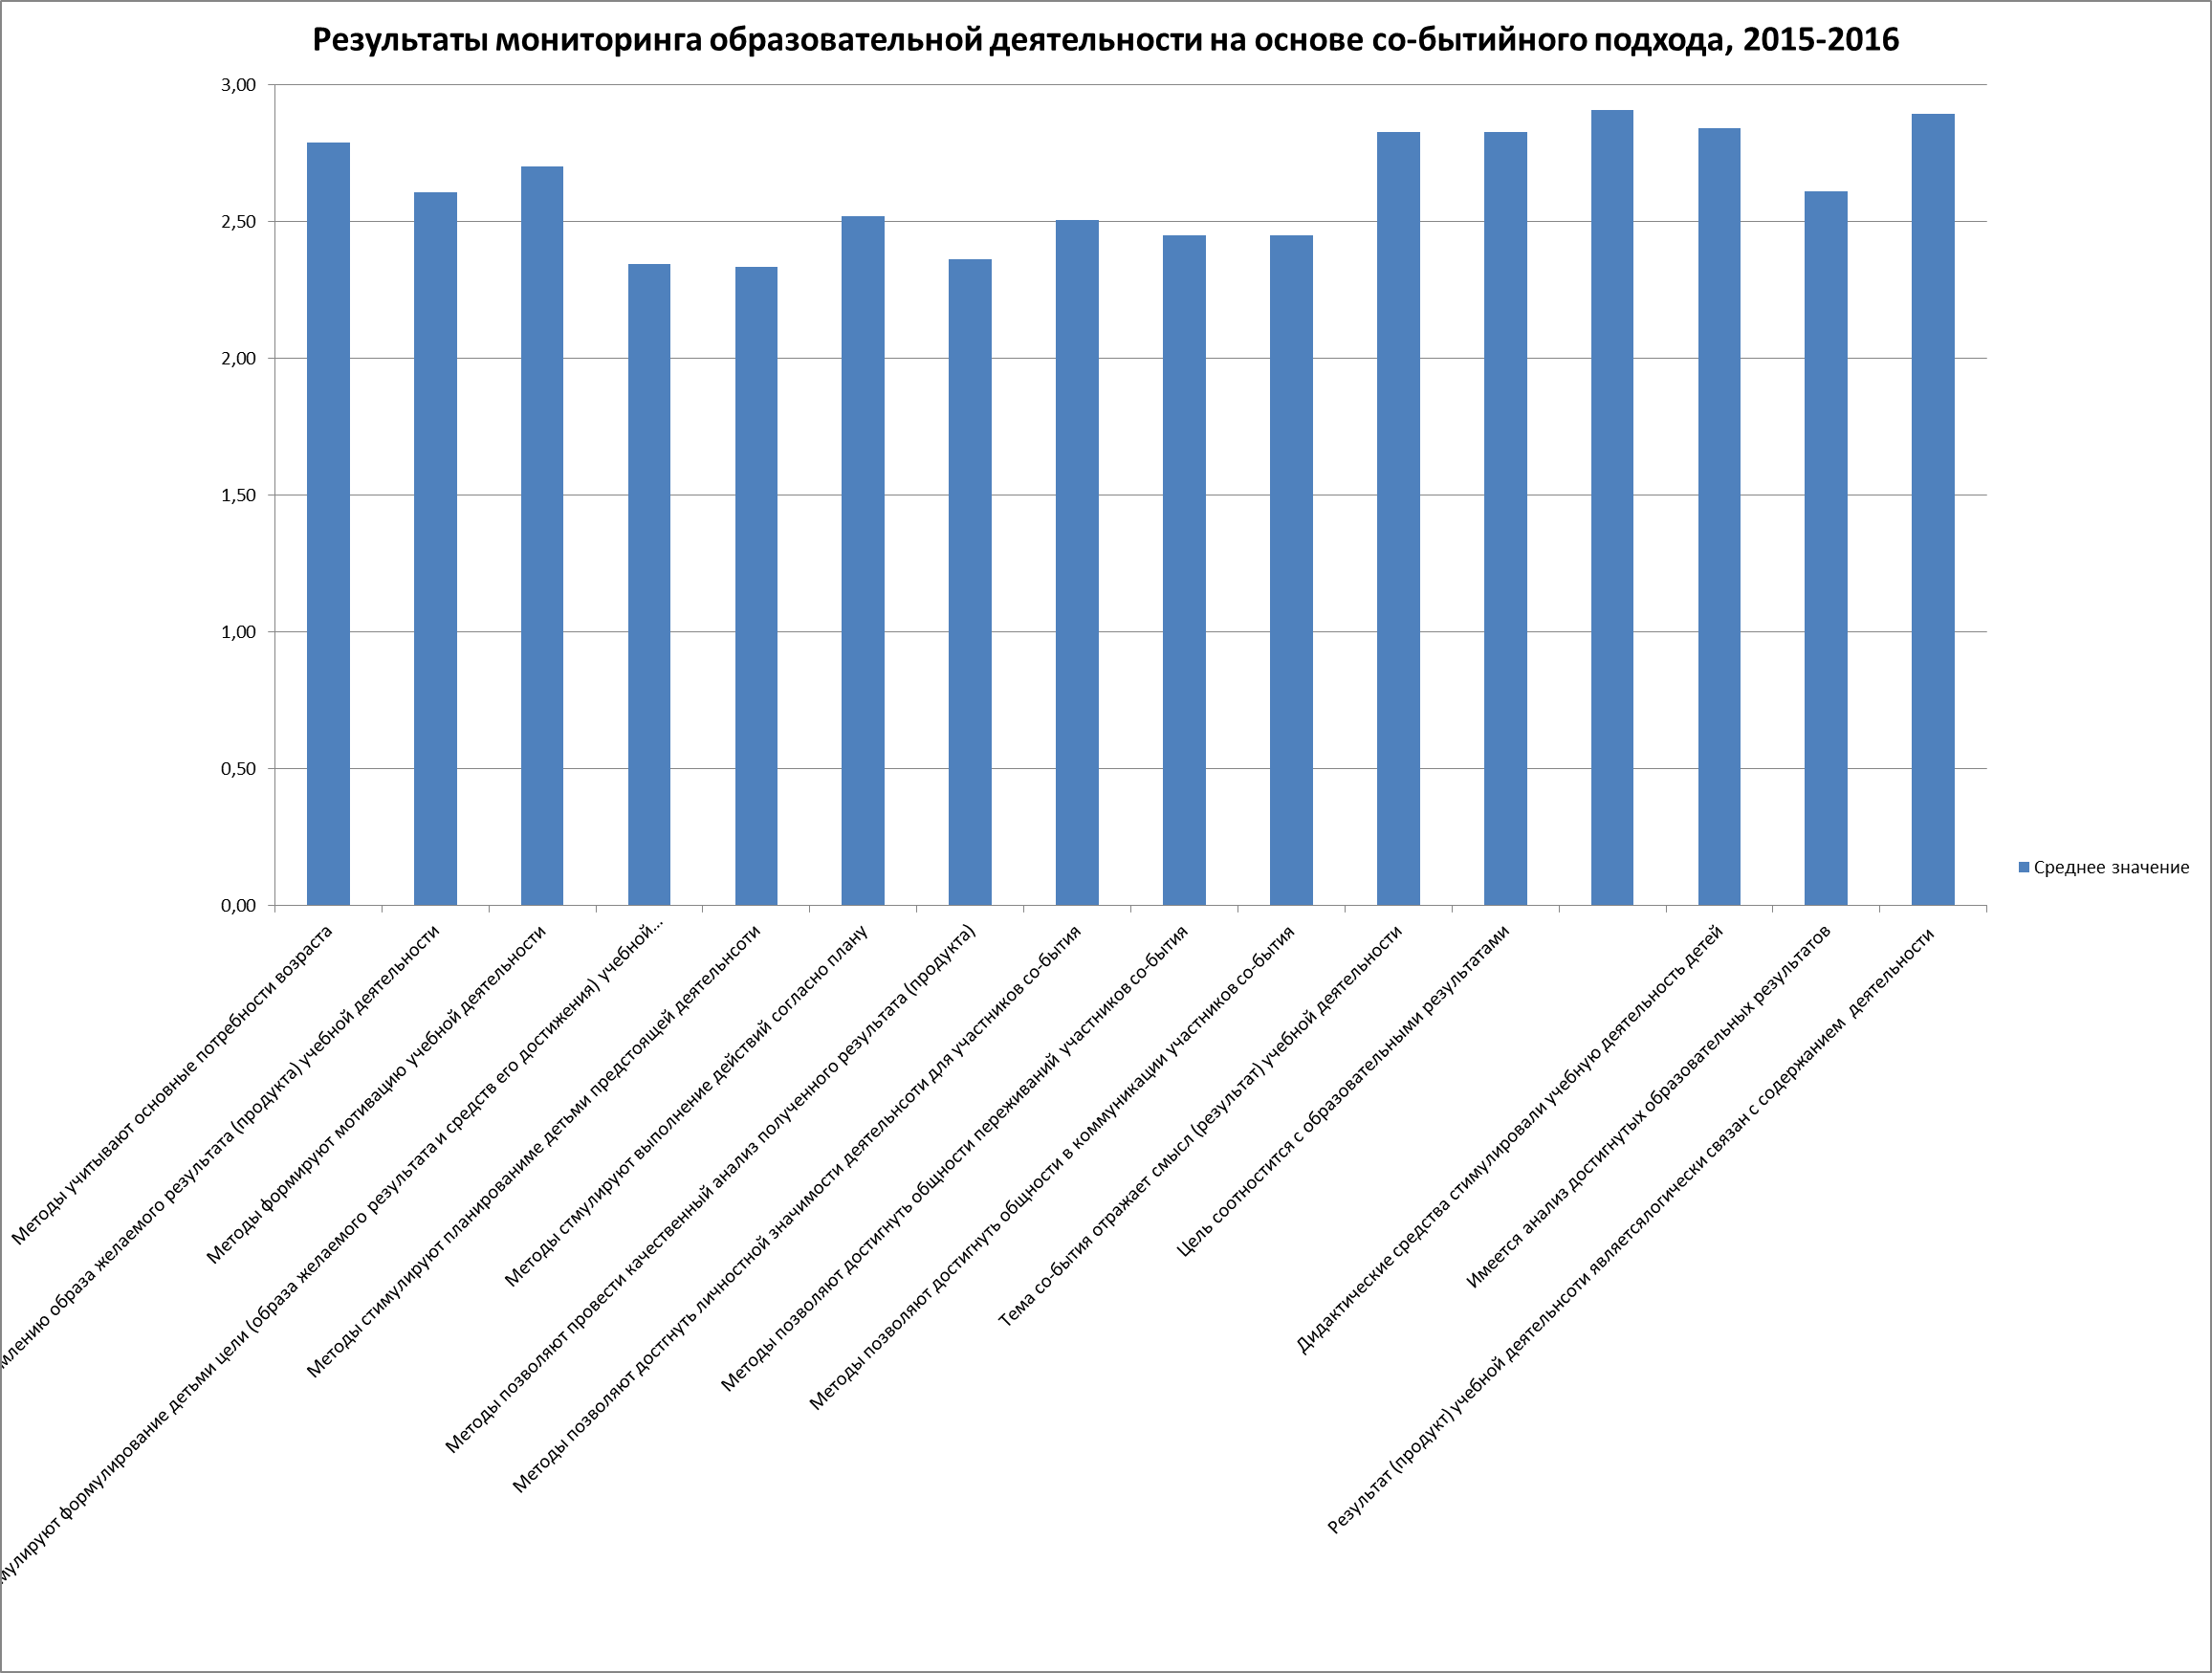 Результаты мониторинга образовательной деятельности на основе со-бытийного подхода, 2015-2016
3,00
2,50
2,00
1,50
1,00
0,50
0,00
Среднее значение
Методы учитывают основные потребности возраста
образа желаемого результата (продукта) учебной деятельности
Методы формируют мотивацию учебной деятельности
формулирование детьми цели (образа желаемого результата и средств его достижения) учебной...
Методы стимулируют планированиме детьми предстоящей деятельнсоти
Методы стмулируют выполнение действий согласно плану
Методы позволяют провести качественный анализ полученного результата (продукта)
Методы позволяют достгнуть личностной значимости деятельнсоти для участников со-бытия
Методы позволяют достигнуть общности переживаний участников со-бытия
Методы позволяют достигнуть общности в коммуникации участников со-бытия
Тема со-бытия отражает смысл (результат) учебной деятельности
Цель соотностится с образовательными результатами
Дидактические средства стимулировали учебную деятельность детей
Имеется анализ достигнутых образовательных результатов
Результат (продукт) учебной деятельнсоти являетсялогически связан с содержанием деятельности